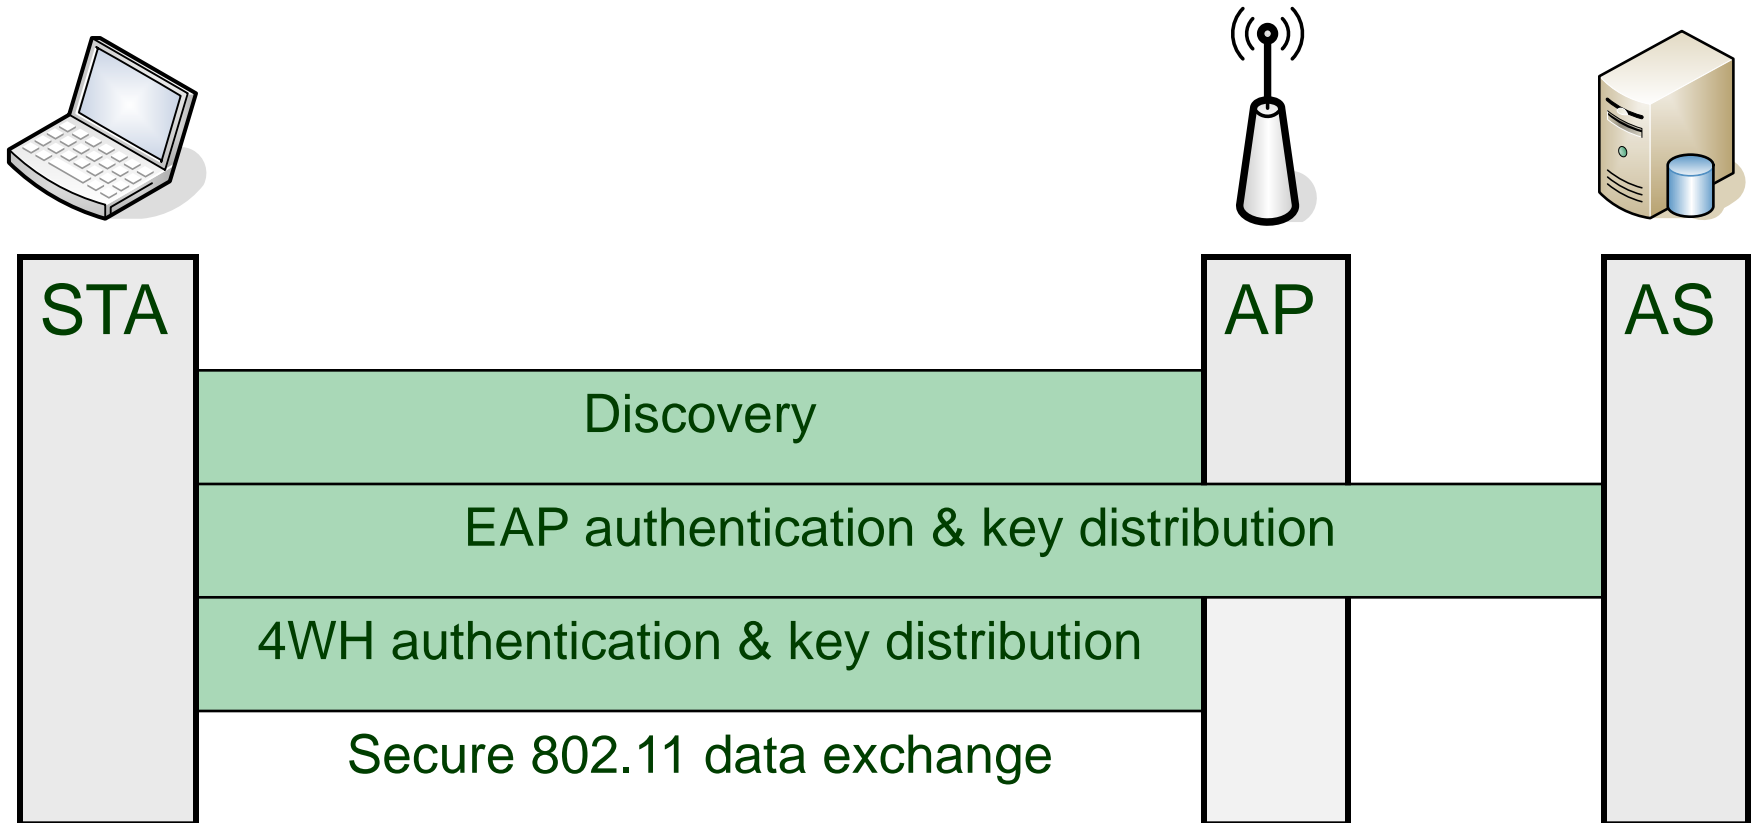 STA
AP
AS
Discovery
EAP authentication & key distribution
4WH authentication & key distribution
Secure 802.11 data exchange